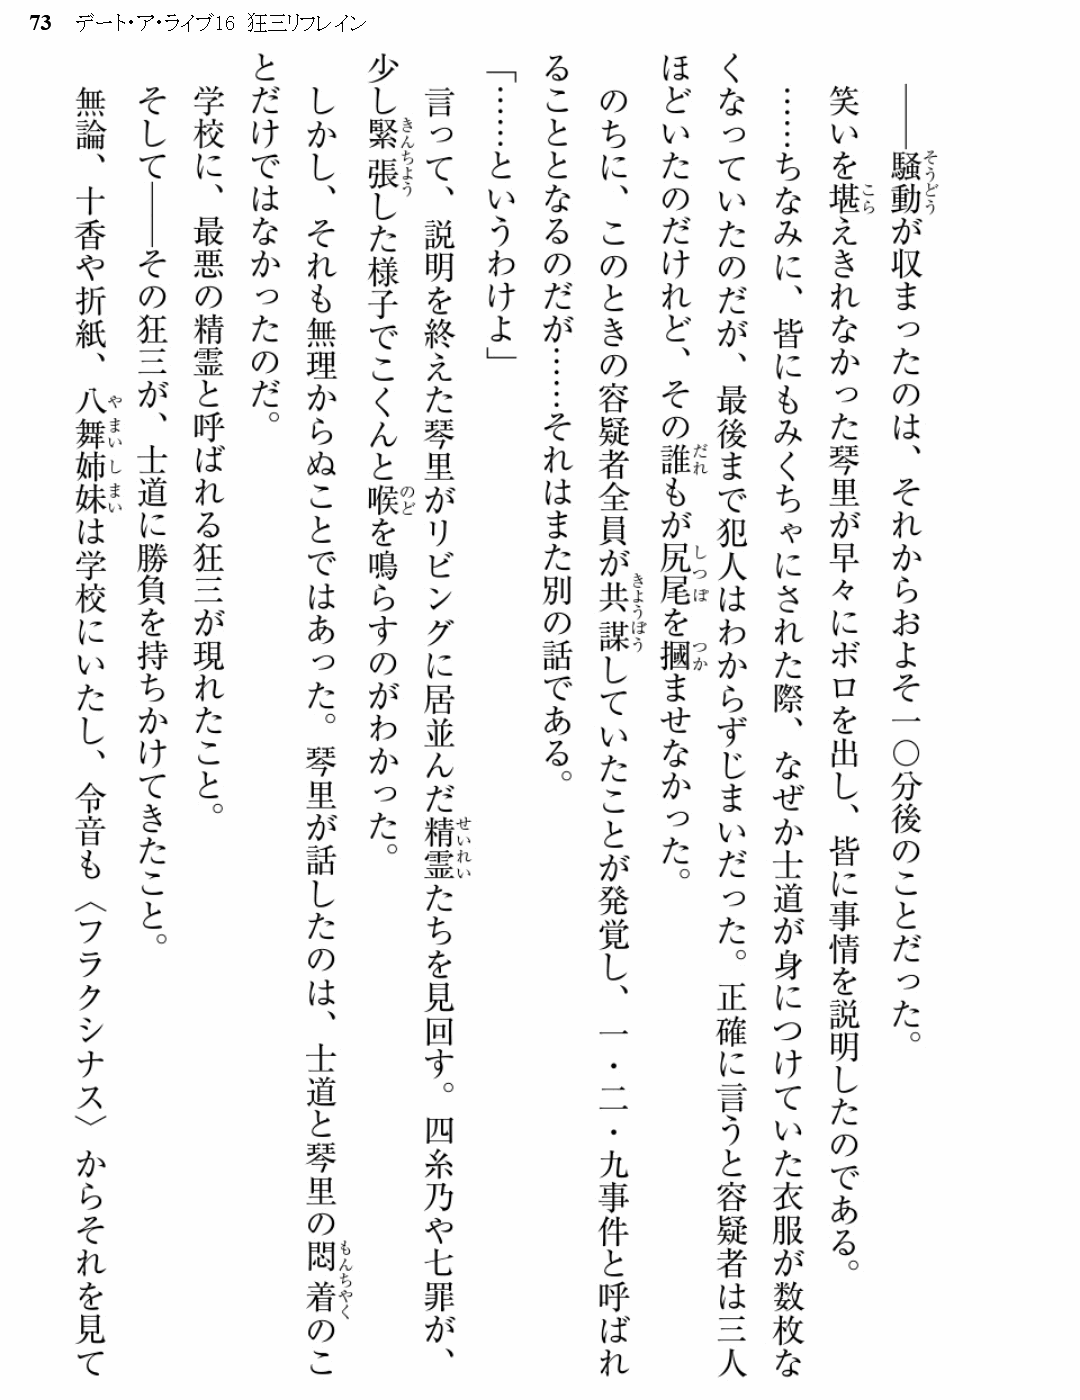 73 デート・ア・ライブ16 狂三リフレイン
――騒動が収まったのは、それからおよそ一〇分後のことだった。
笑いを堪えきれなかった琴里が早々にボロを出し、皆に事情を説明したのである。
……ちなみに、皆にもみくちゃにされた際、なぜか士道が身につけていた衣服が数枚な
くなっていたのだが、最後まで犯人はわからずじまいだった。正確に言うと容疑者は三人
ほどいたのだけれど、その誰もが尻尾を摑ませなかった。
のちに、このときの容疑者全員が共謀していたことが発覚し、一・二・九事件と呼ばれ
ることとなるのだが……それはまた別の話である。
「……というわけよ」
言って、説明を終えた琴里がリビングに居並んだ精霊たちを見回す。四糸乃や七罪が、
少し緊張した様子でこくんと喉を鳴らすのがわかった。
しかし、それも無理からぬことではあった。琴里が話したのは、士道と琴里の悶着のこ
とだけではなかったのだ。
学校に、最悪の精霊と呼ばれる狂三が現れたこと。
そして――その狂三が、士道に勝負を持ちかけてきたこと。
無論、十香や折紙、八舞姉妹は学校にいたし、令音も〈フラクシナス〉からそれを見て